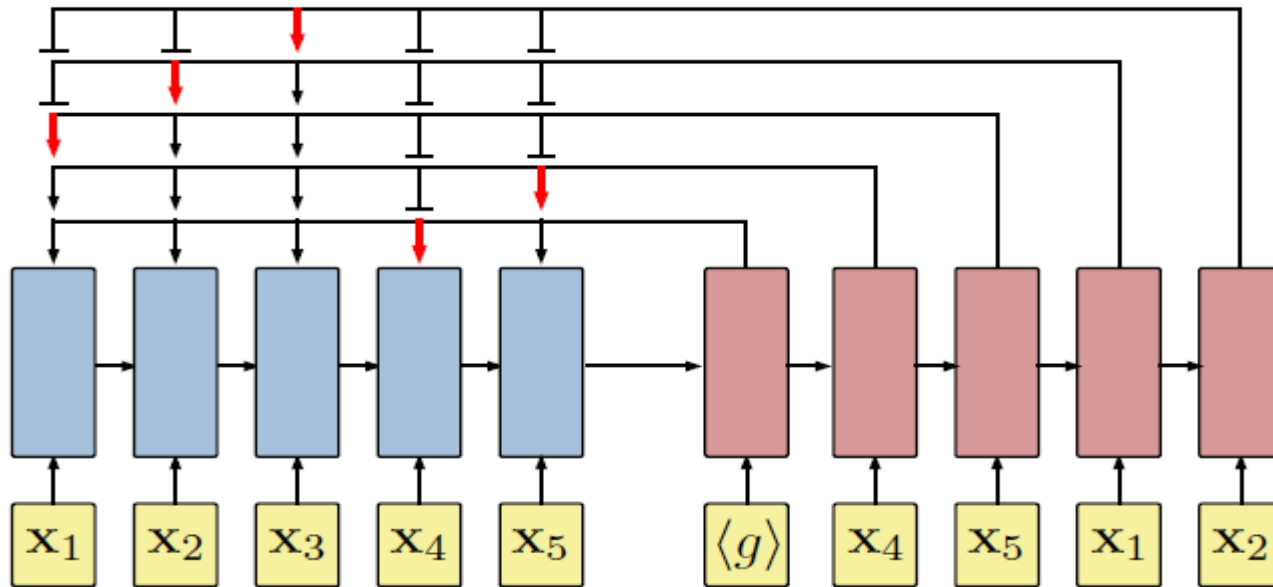 x₁ x₂ x₃ x₄ x₅ ⟨g⟩ x₄ x₅ x₁ x₂